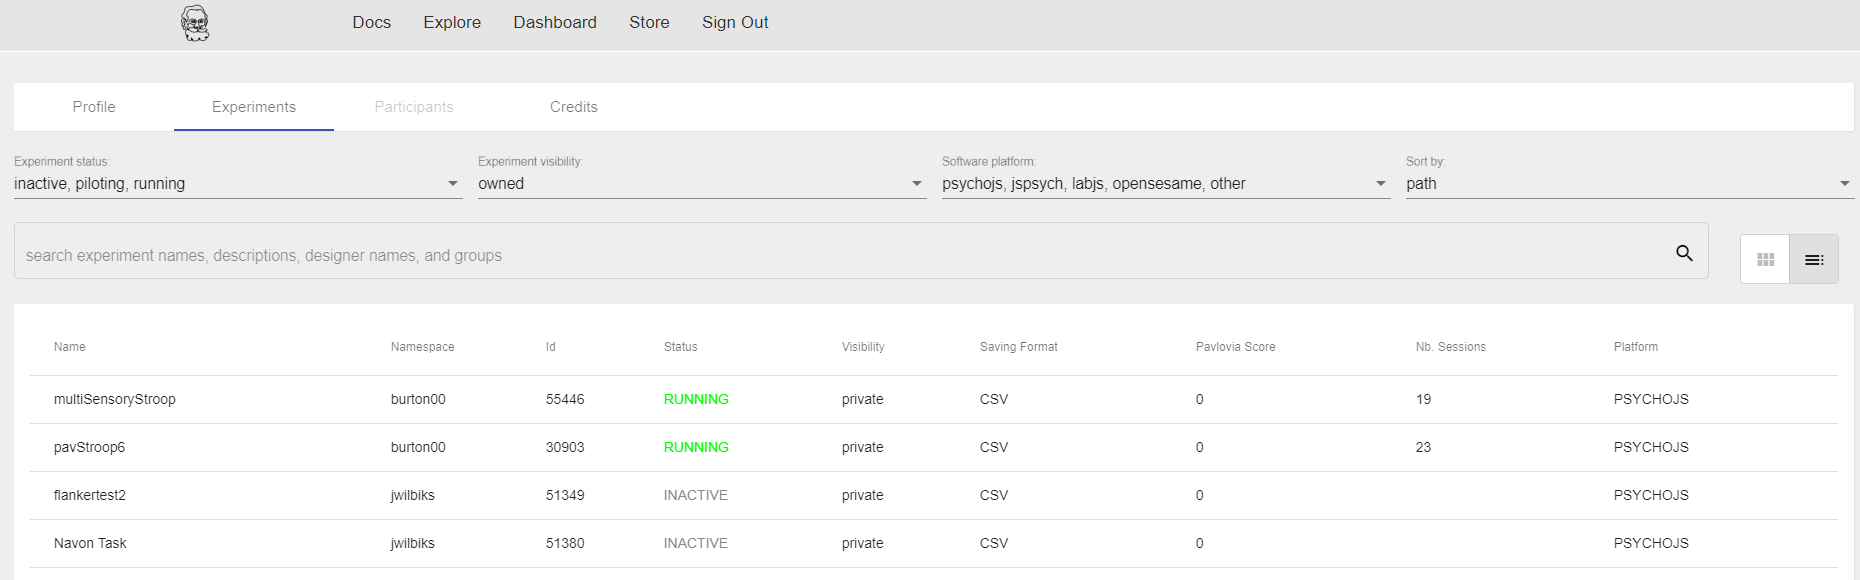 Docs Explore Dashboard Store Sign Out
Profile Experiments Participants Credits
Experiment status: Experiment visibility: Software platform: Sort by:
inactive, piloting, running owned psychojs, jspsych, labjs, opensesame, other path
search experiment names, descriptions, designer names, and groups
Name Namespace Id Status Visibility Saving Format Pavlovia Score Nb. Sessions Platform
multiSensoryStroop burton00 55446 RUNNING private CSV 0 19 PSYCHOJS
pavStroop6 burton00 30903 RUNNING private CSV 0 23 PSYCHOJS
flankertest2 jwilbiks 51349 INACTIVE private CSV 0 PSYCHOJS
Navon Task jwilbiks 51380 INACTIVE private CSV 0 PSYCHOJS